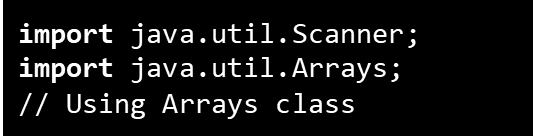 import java.util.Scanner;
import java.util.Arrays;
// Using Arrays class